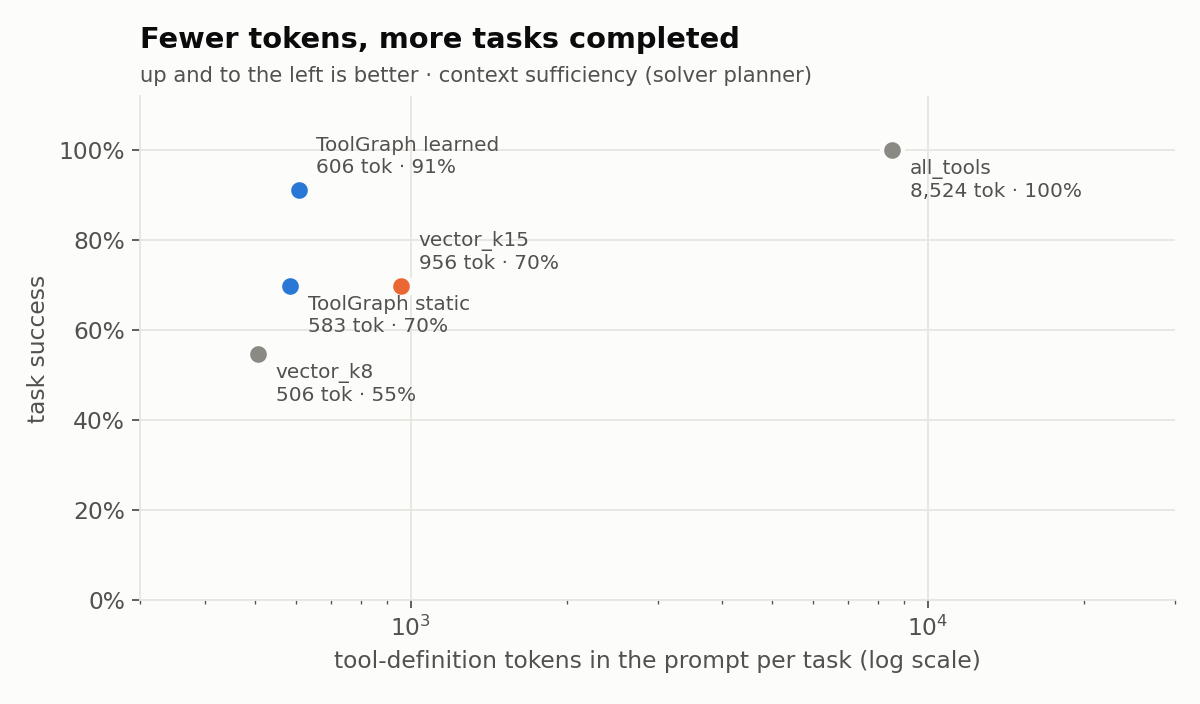 Fewer tokens, more tasks completed
up and to the left is better · context sufficiency (solver planner)
task success
100%
80%
60%
40%
20%
0%
ToolGraph learned
606 tok · 91%
all_tools
8,524 tok · 100%
vector_k15
956 tok · 70%
ToolGraph static
583 tok · 70%
vector_k8
506 tok · 55%
10³
10⁴
tool-definition tokens in the prompt per task (log scale)